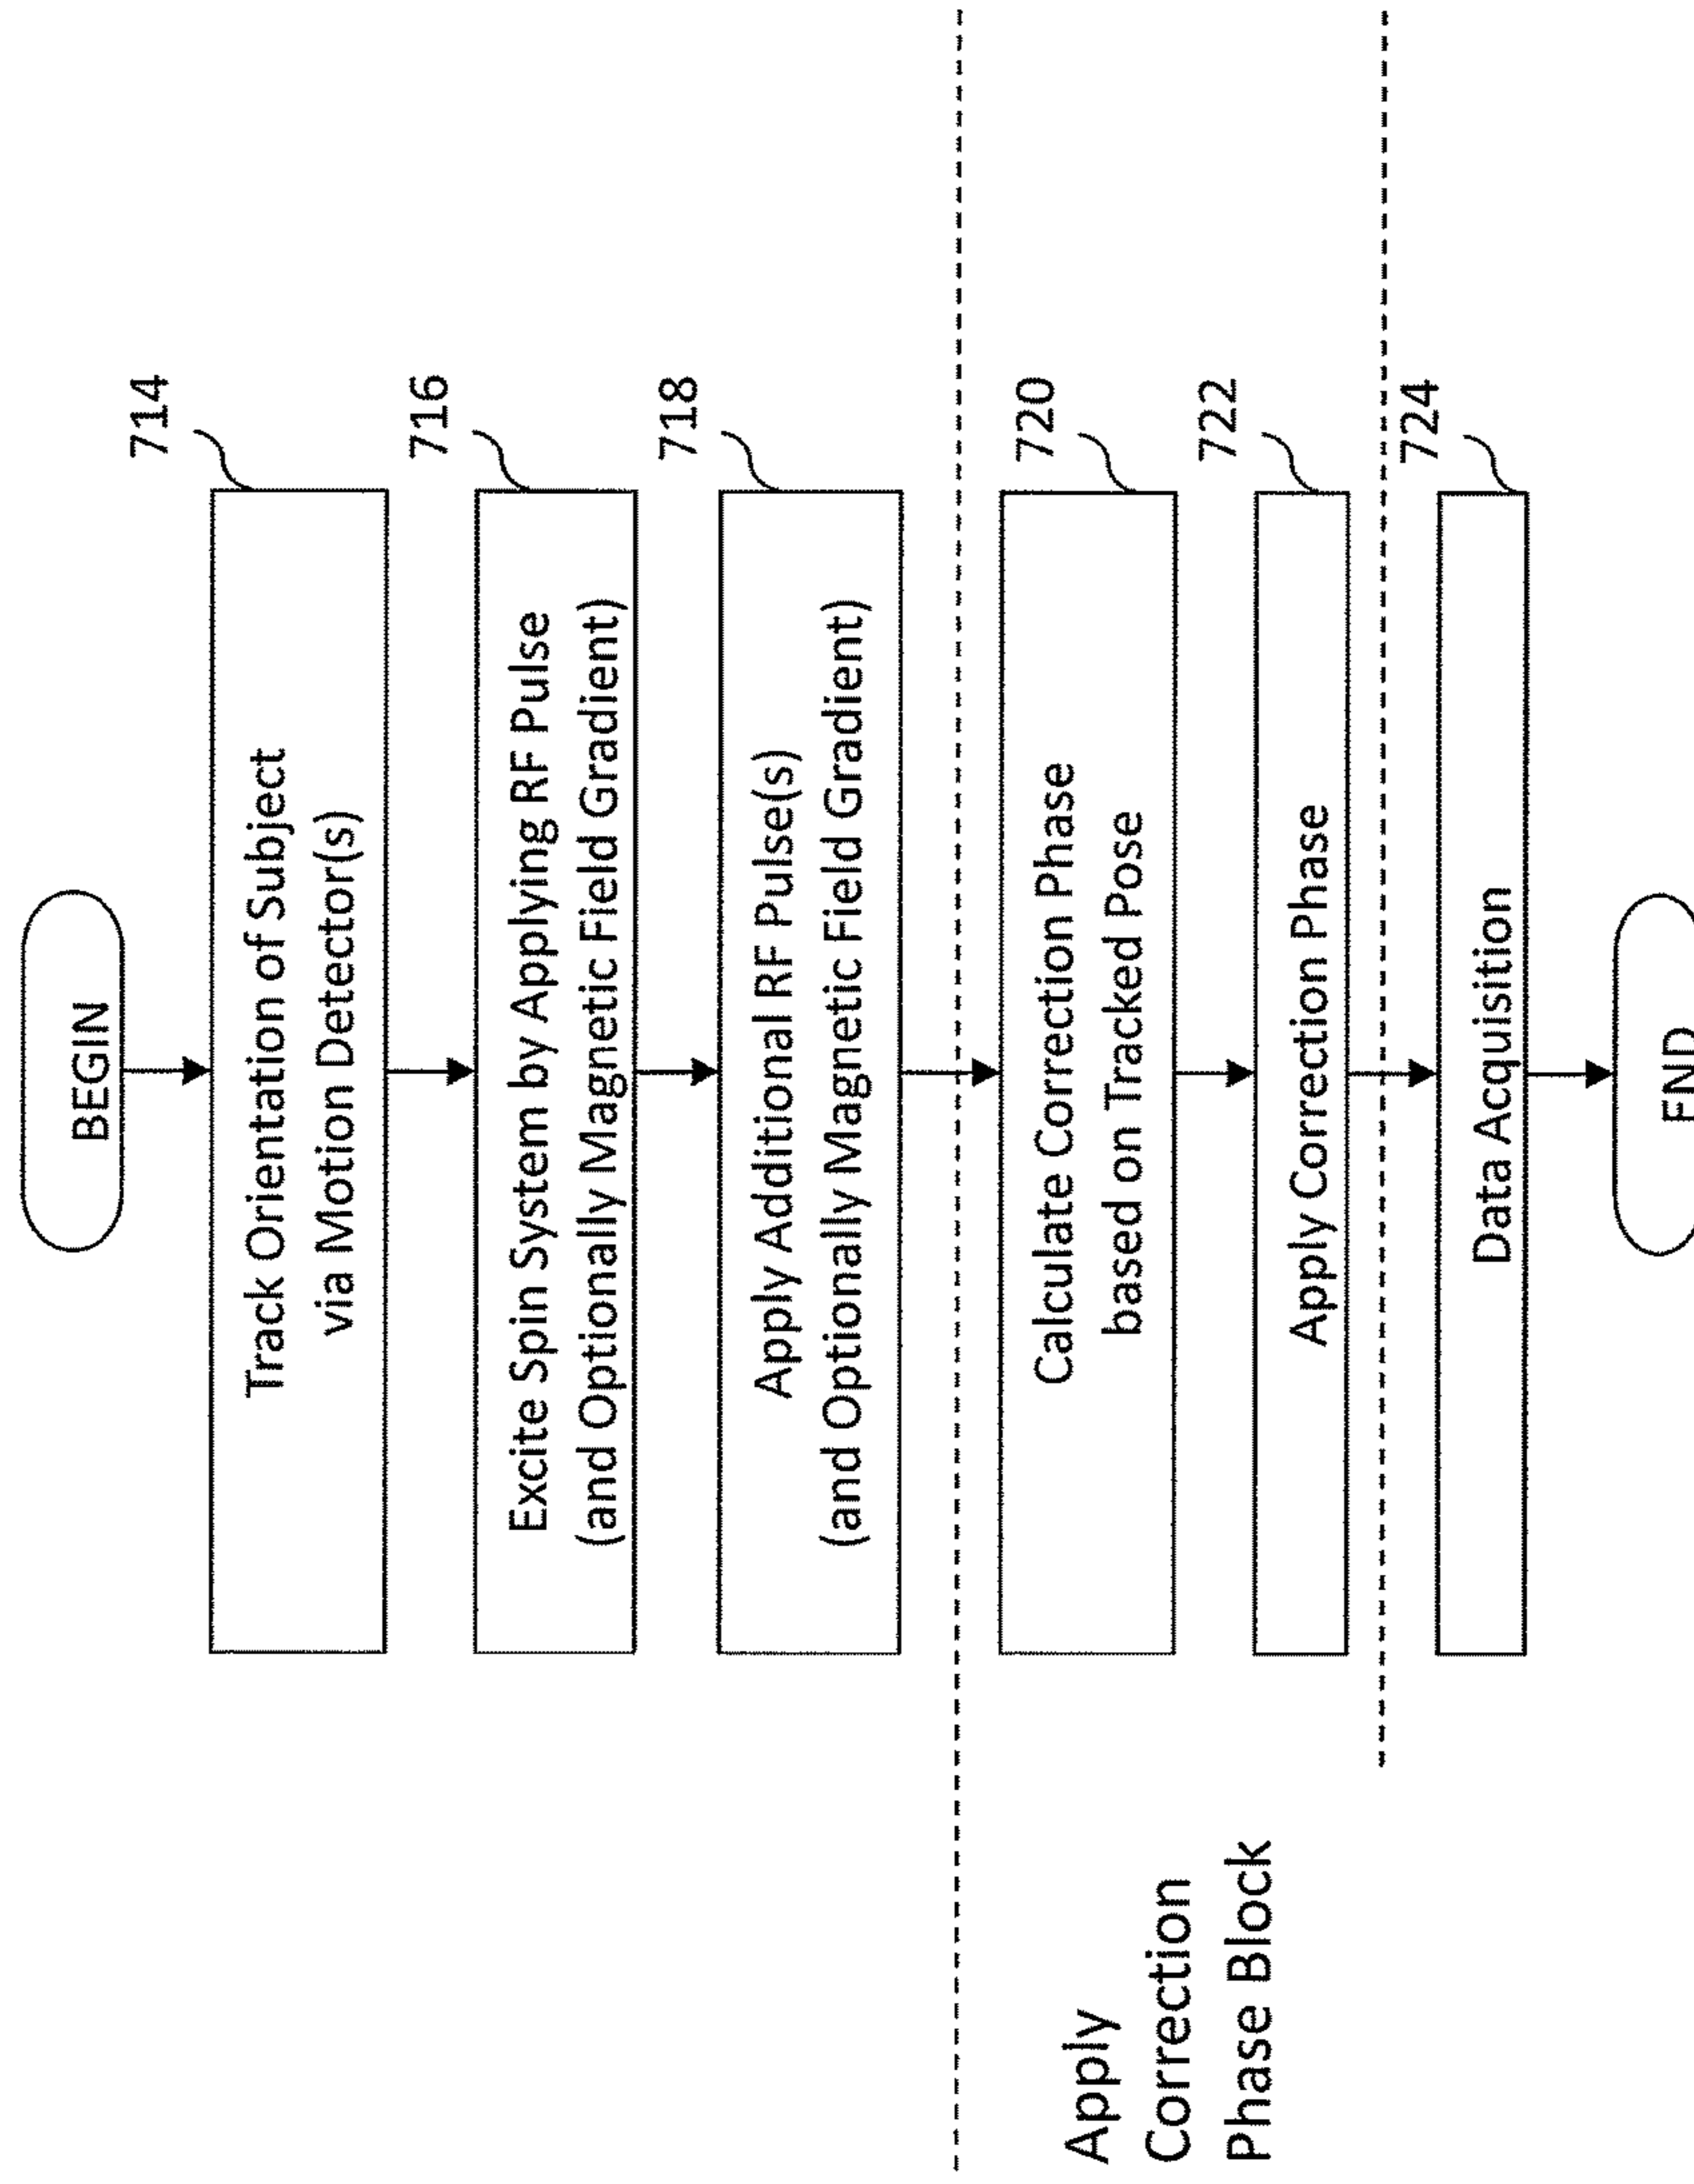 BEGIN
714
Track Orientation of Subject
via Motion Detector(s)
716
Excite Spin System by Applying RF Pulse
(and Optionally Magnetic Field Gradient)
718
Apply Additional RF Pulse(s)
(and Optionally Magnetic Field Gradient)
Apply
Correction
Phase Block
720
Calculate Correction Phase
based on Tracked Pose
722
Apply Correction Phase
724
Data Acquisition
END